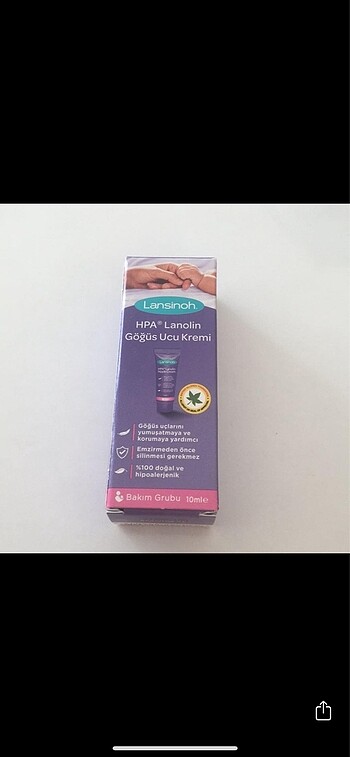 Lansinoh.
HPA® Lanolin
Göğüs Ucu Kremi
Göğüs uçlarını
yumuşatmaya ve
korumaya yardımcı
Emzirmeden önce
silinmesi gerekmez
%100 doğal ve
hipoalerjenik
Bakım Grubu 10ml℮